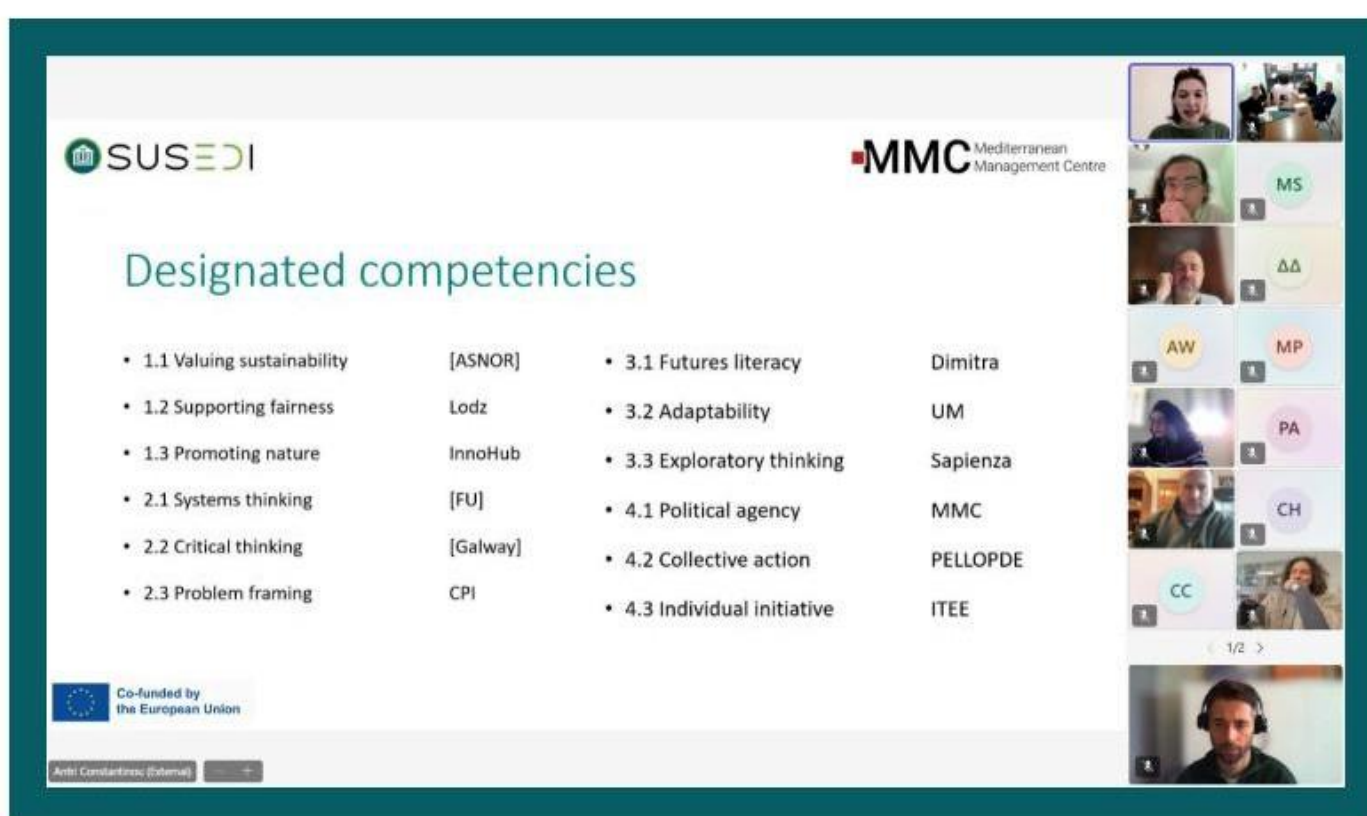 SUSEDI
MMC Mediterranean
Management Centre
Designated competencies
• 1.1 Valuing sustainability [ASNOR]
• 1.2 Supporting fairness Lodz
• 1.3 Promoting nature InnoHub
• 2.1 Systems thinking [FU]
• 2.2 Critical thinking [Galway]
• 2.3 Problem framing CPI
• 3.1 Futures literacy Dimitra
• 3.2 Adaptability UM
• 3.3 Exploratory thinking Sapienza
• 4.1 Political agency MMC
• 4.2 Collective action PELLOPDE
• 4.3 Individual initiative ITEE
Co-funded by
the European Union
Antri Constantinou (External)
MS
ΔΔ
AW
MP
PA
CH
CC
1/2